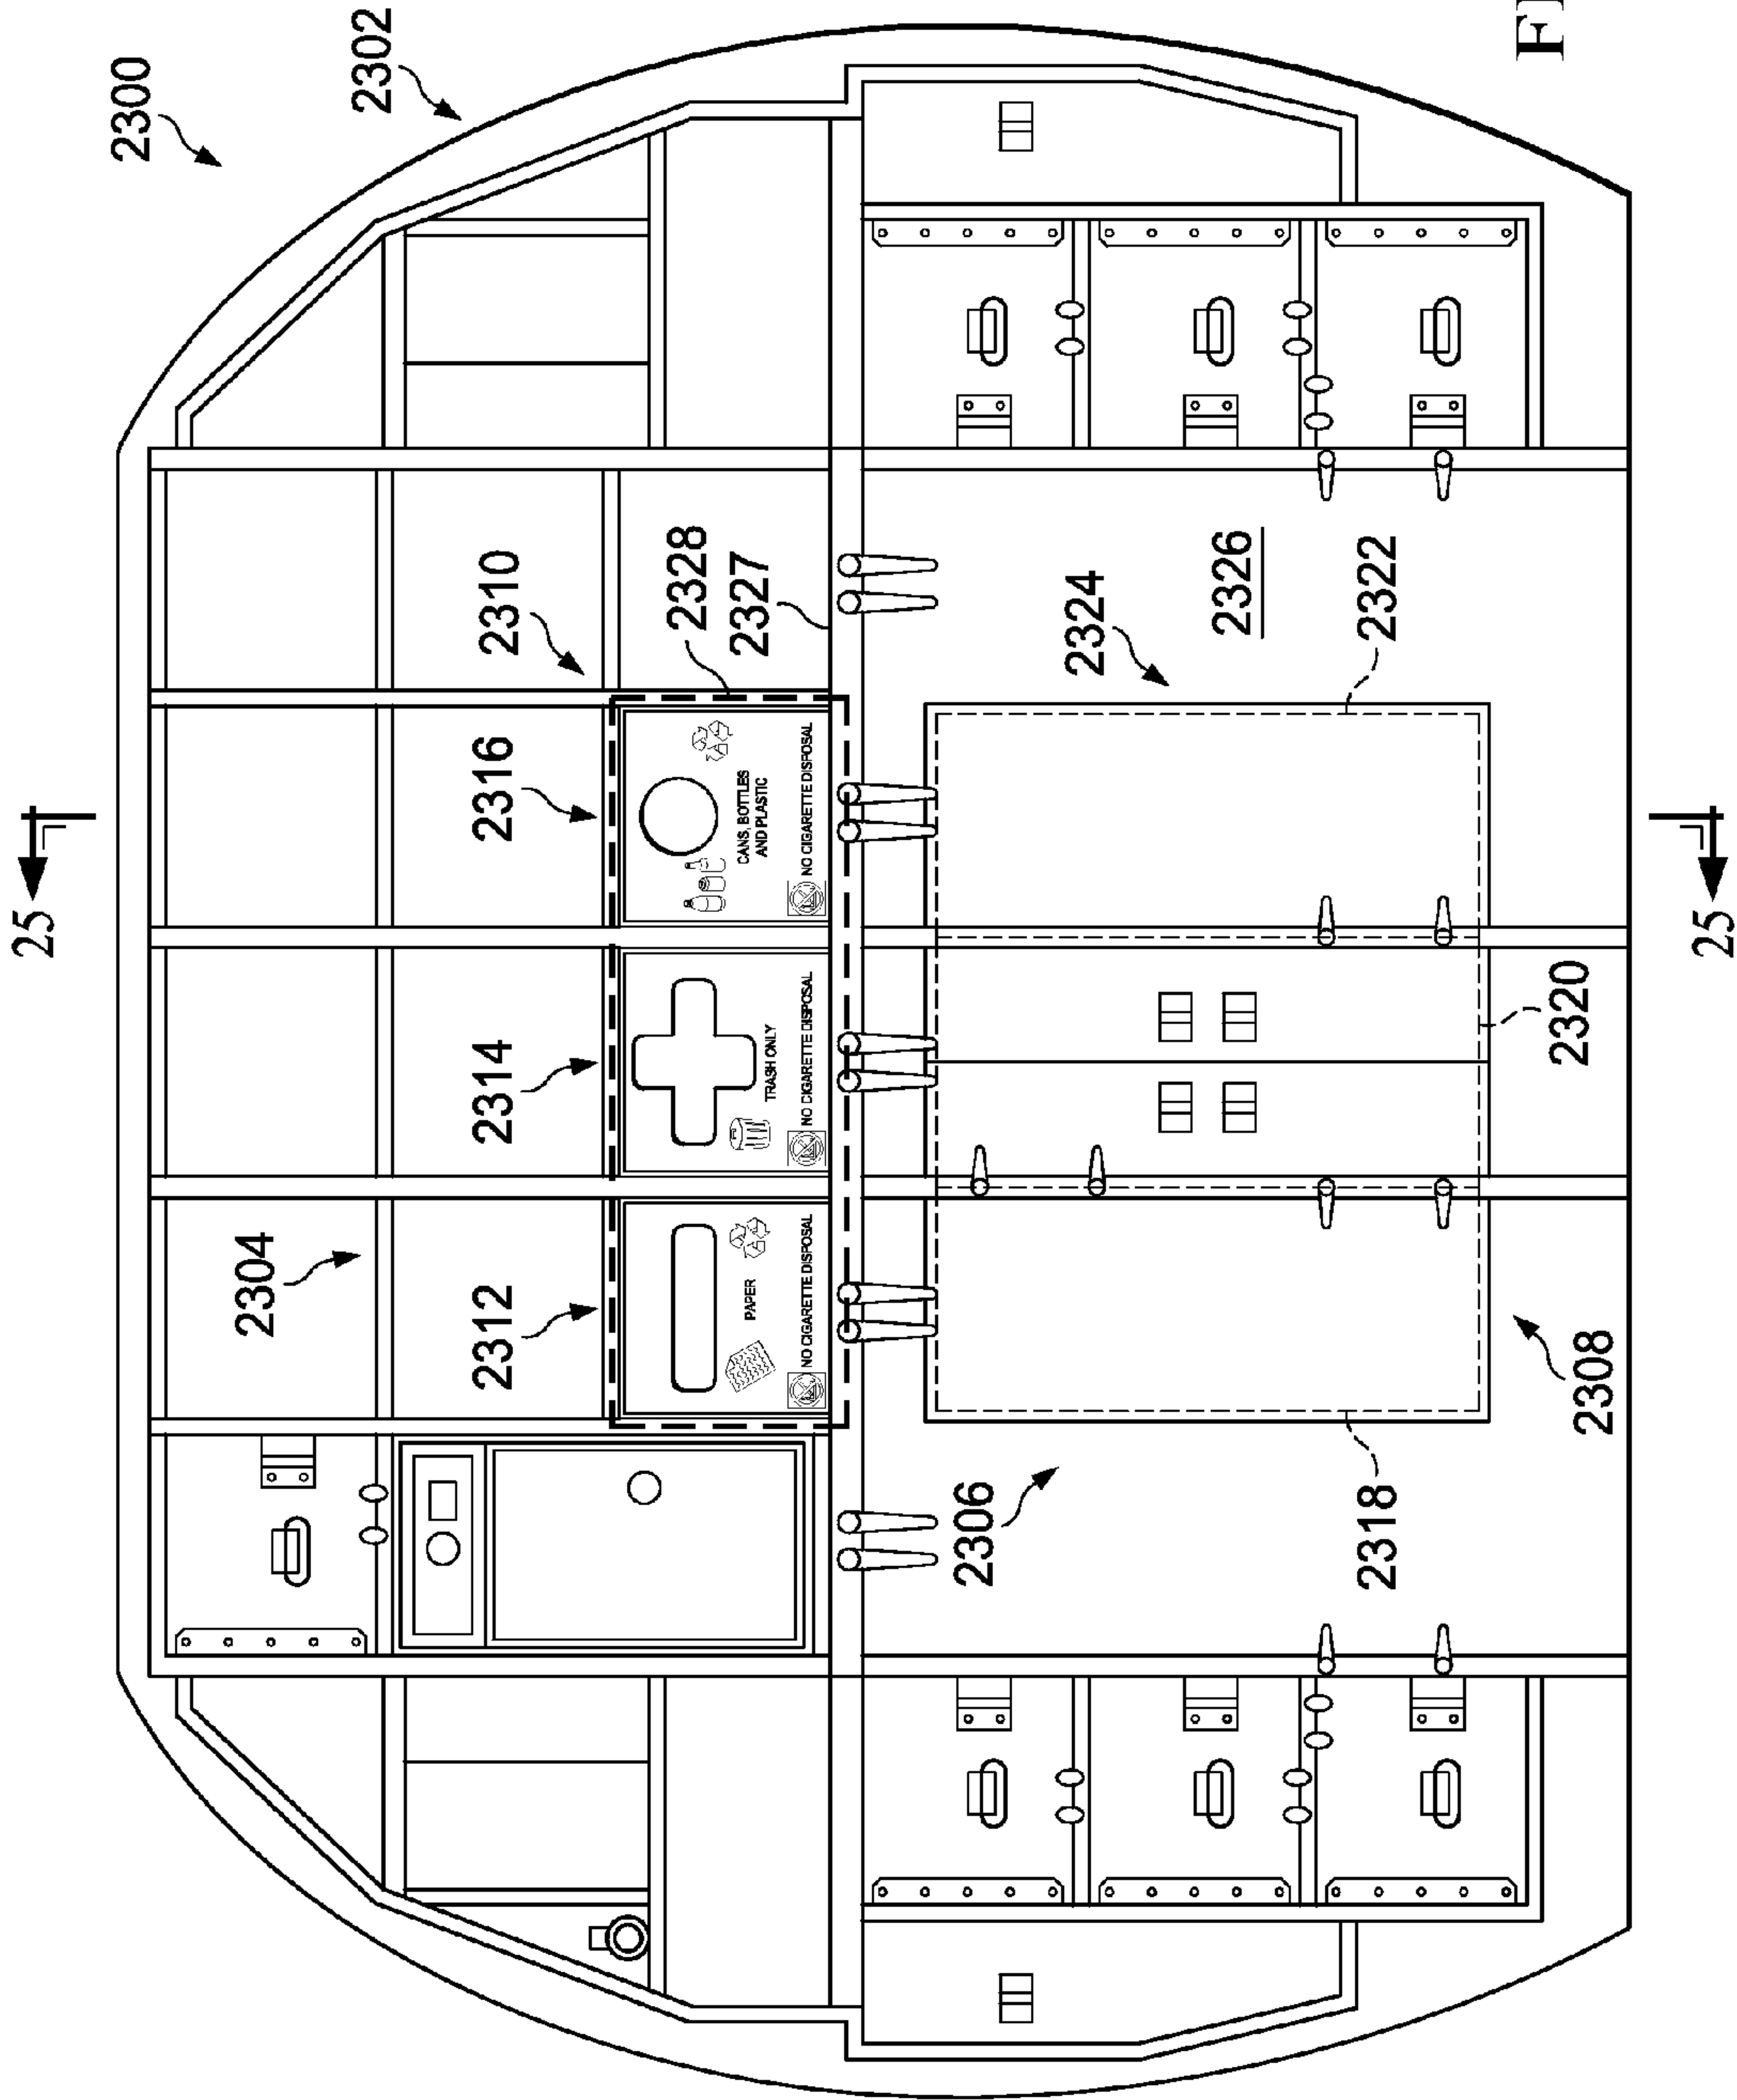 25
2300
2304
2302
2312
2314
2316
2310
2328
2327
PAPER
TRASH ONLY
CANS, BOTTLES
AND PLASTIC
NO CIGARETTE DISPOSAL
NO CIGARETTE DISPOSAL
NO CIGARETTE DISPOSAL
2306
2324
2326
2318
2322
2308
2320
25
F